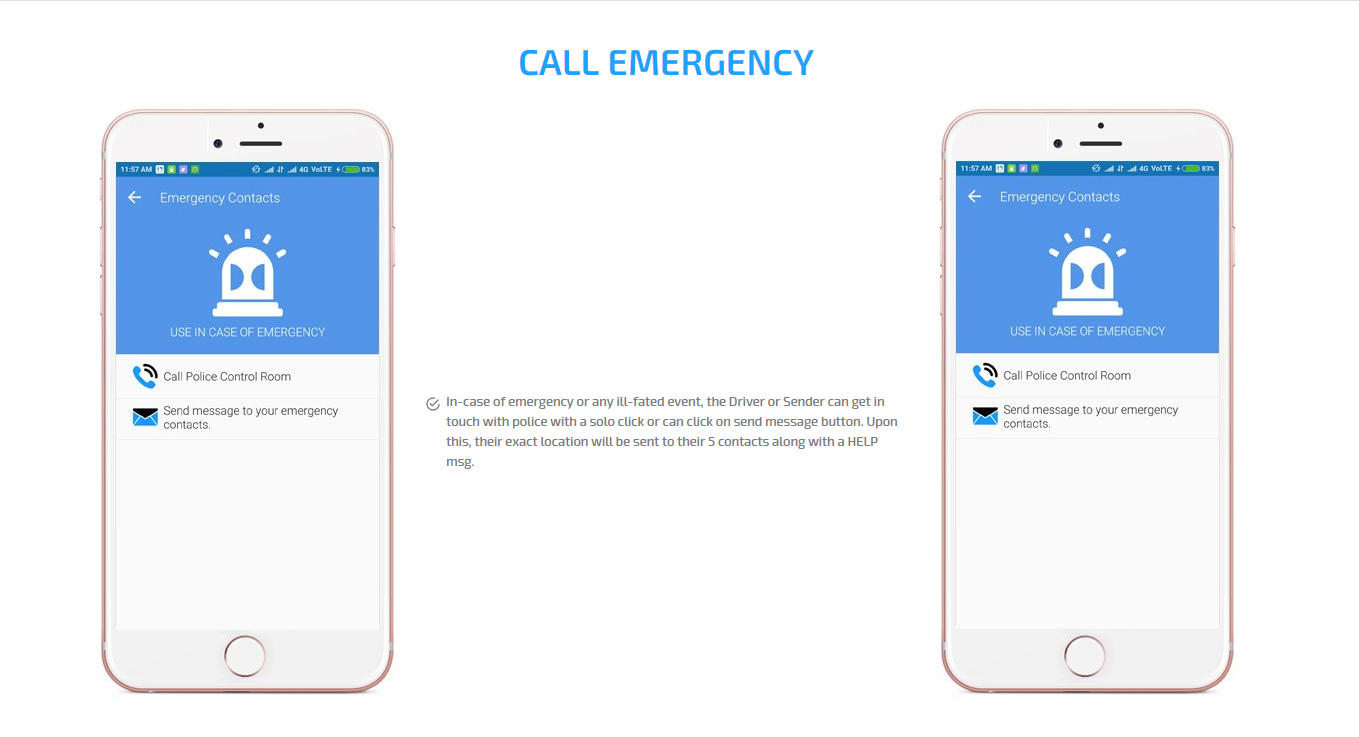 CALL EMERGENCY
11:57 AM 4G VoLTE 83%
Emergency Contacts
USE IN CASE OF EMERGENCY
Call Police Control Room
Send message to your emergency
contacts.
In-case of emergency or any ill-fated event, the Driver or Sender can get in
touch with police with a solo click or can click on send message button. Upon
this, their exact location will be sent to their 5 contacts along with a HELP
msg.
11:57 AM 4G VoLTE 83%
Emergency Contacts
USE IN CASE OF EMERGENCY
Call Police Control Room
Send message to your emergency
contacts.